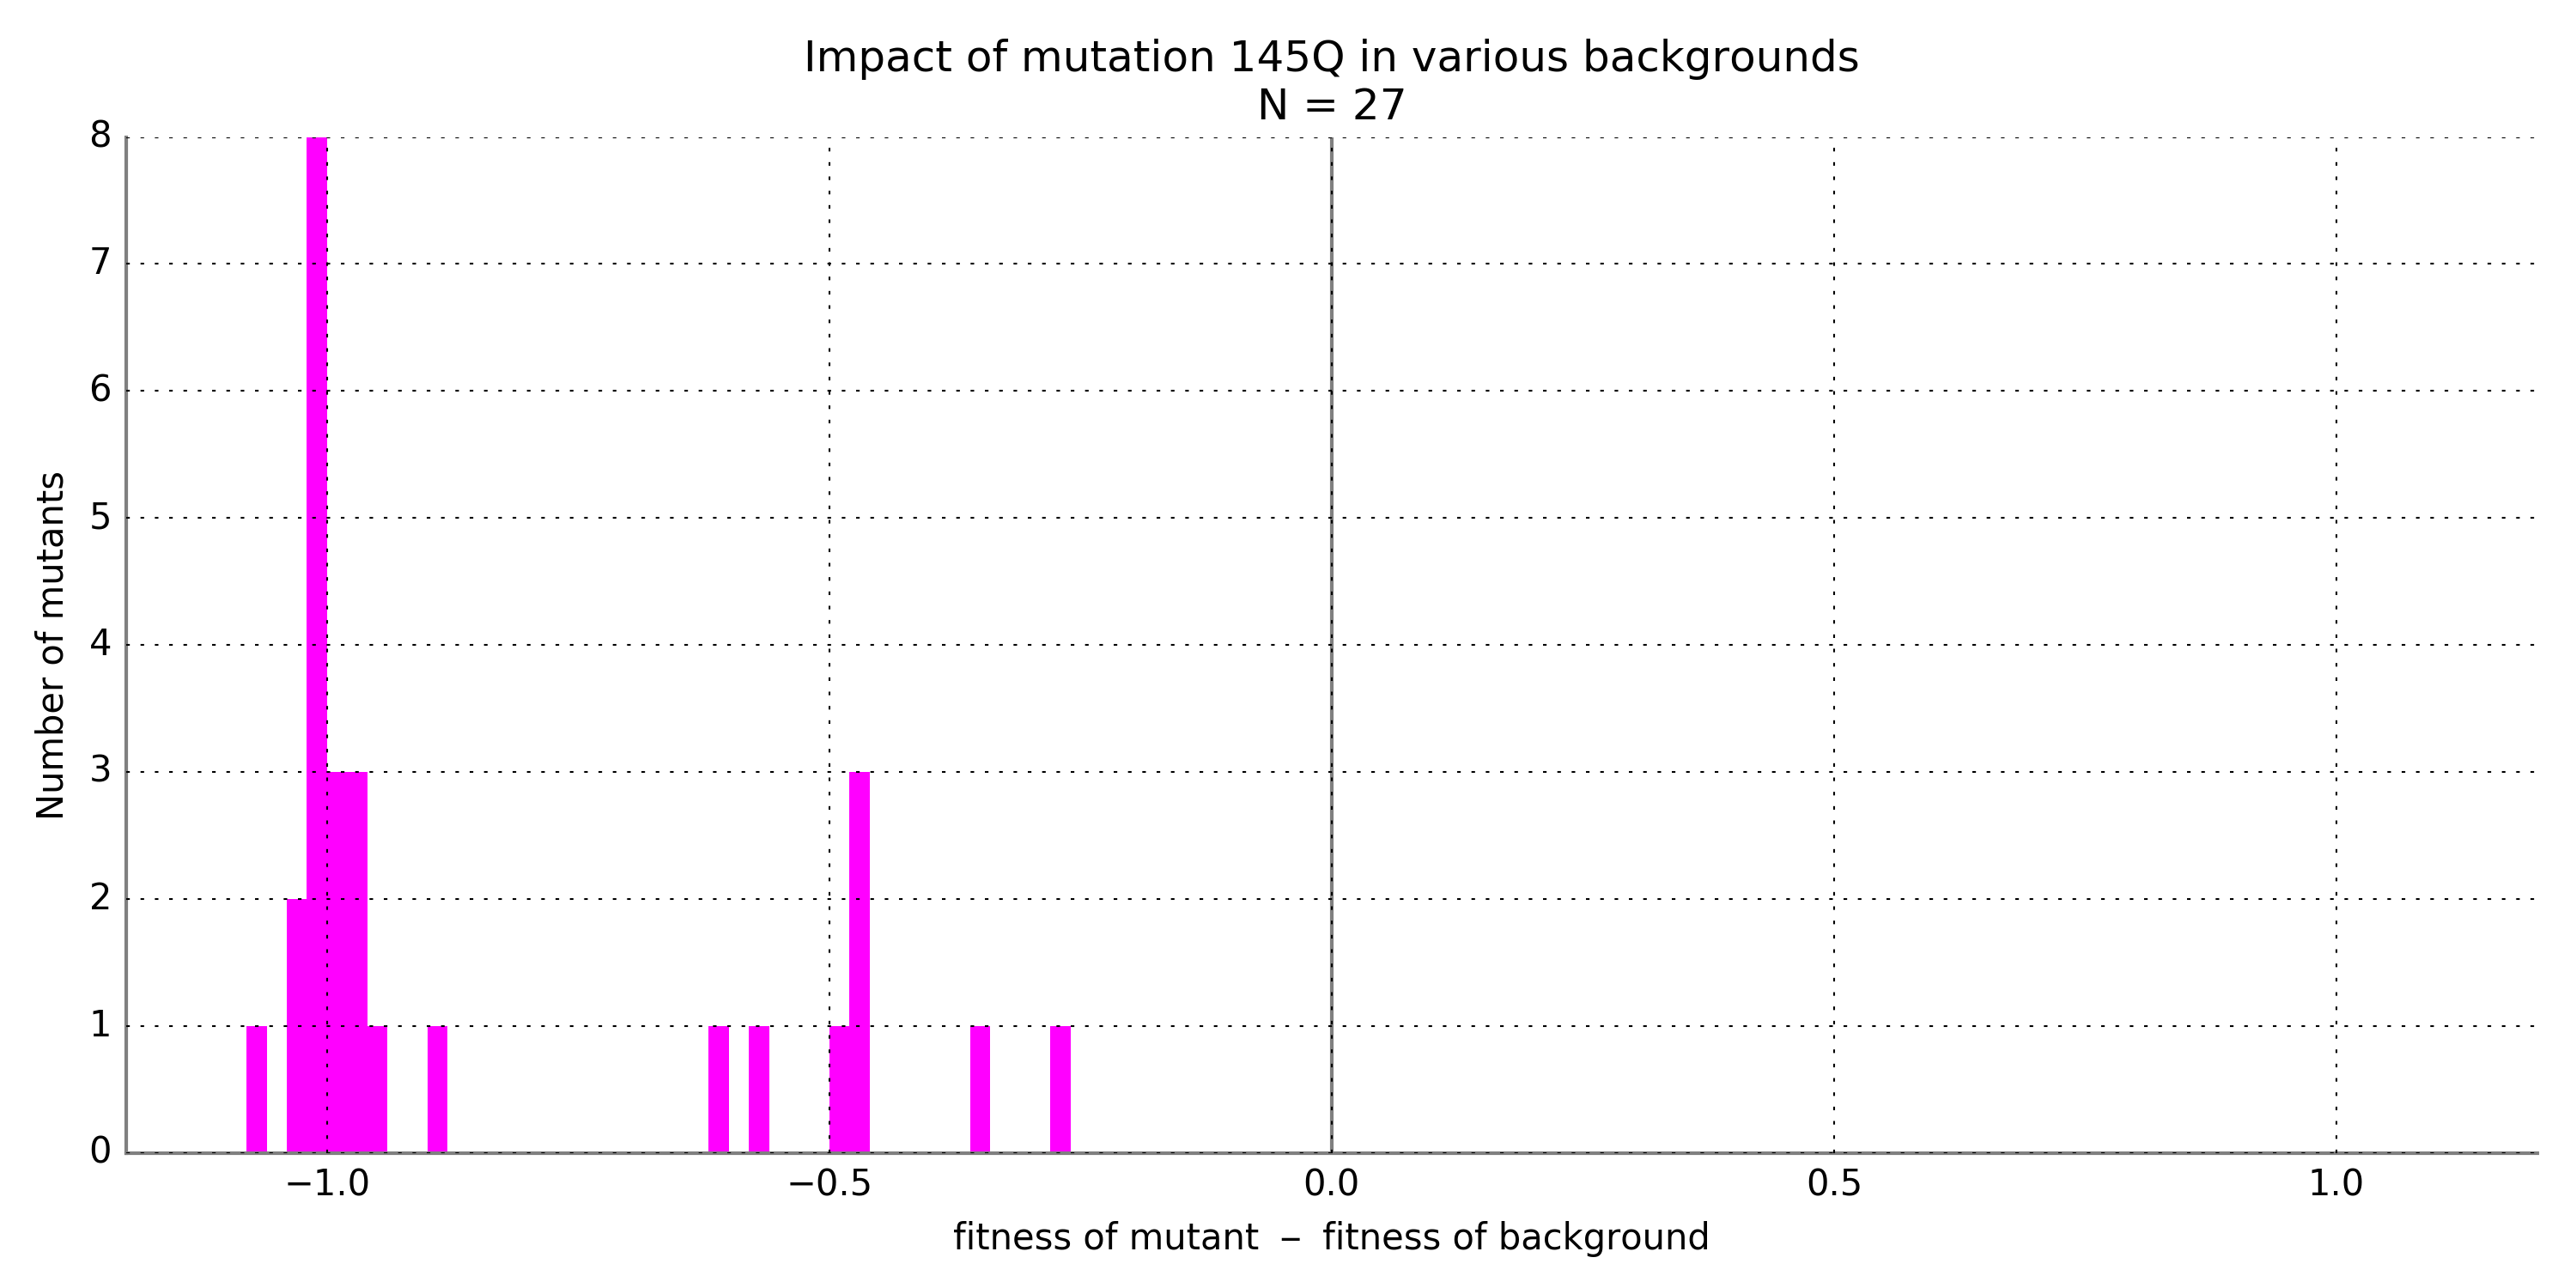 Impact of mutation 145Q in various backgrounds
N = 27
8
7
6
5
4
3
2
1
0
Number of mutants
−1.0 −0.5 0.0 0.5 1.0
fitness of mutant – fitness of background